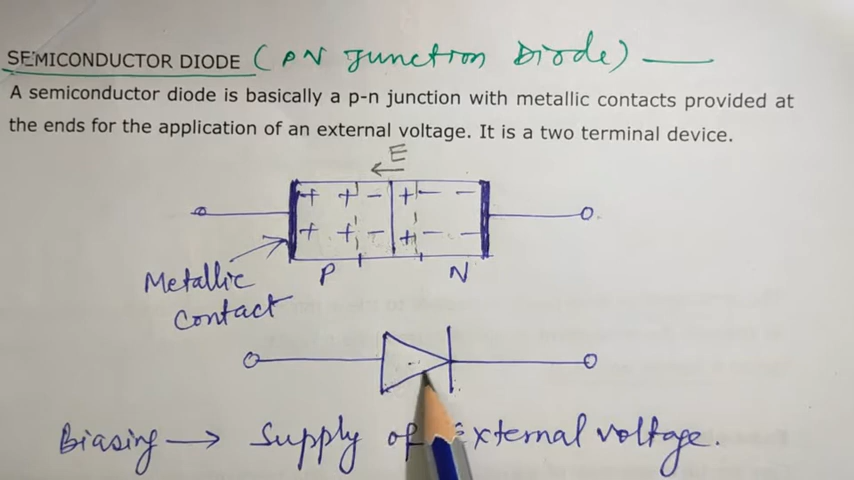 SEMICONDUCTOR DIODE (PN Junction Diode)
A semiconductor diode is basically a p-n junction with metallic contacts provided at
the ends for the application of an external voltage. It is a two terminal device.
E
+ + - + - -
+ + - + - -
P N
Metallic
Contact
Biasing → Supply of External voltage.